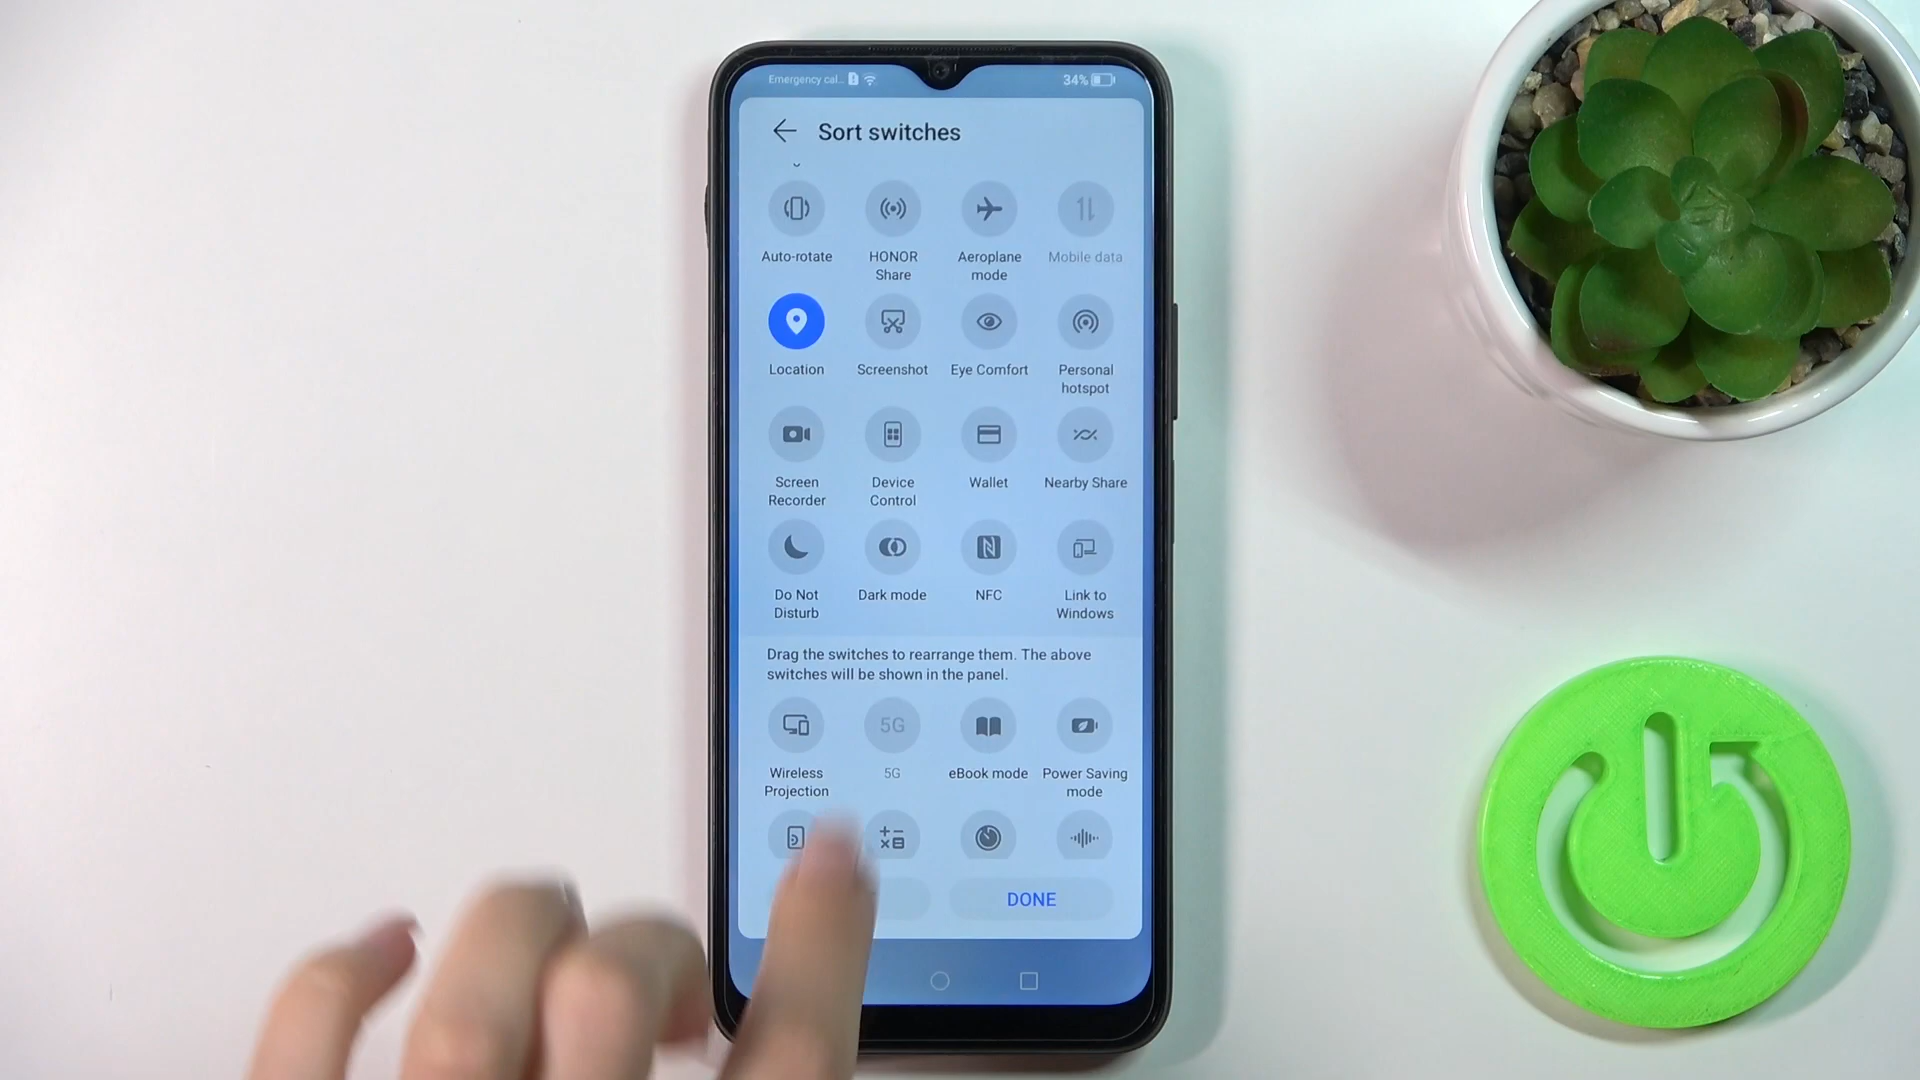 Emergency cal... 34%
Sort switches
Auto-rotate
HONOR
Share
Aeroplane
mode
Mobile data
Location
Screenshot
Eye Comfort
Personal
hotspot
Screen
Recorder
Device
Control
Wallet
Nearby Share
Do Not
Disturb
Dark mode
NFC
Link to
Windows
Drag the switches to rearrange them. The above
switches will be shown in the panel.
5G
Wireless
Projection
5G
eBook mode
Power Saving
mode
DONE